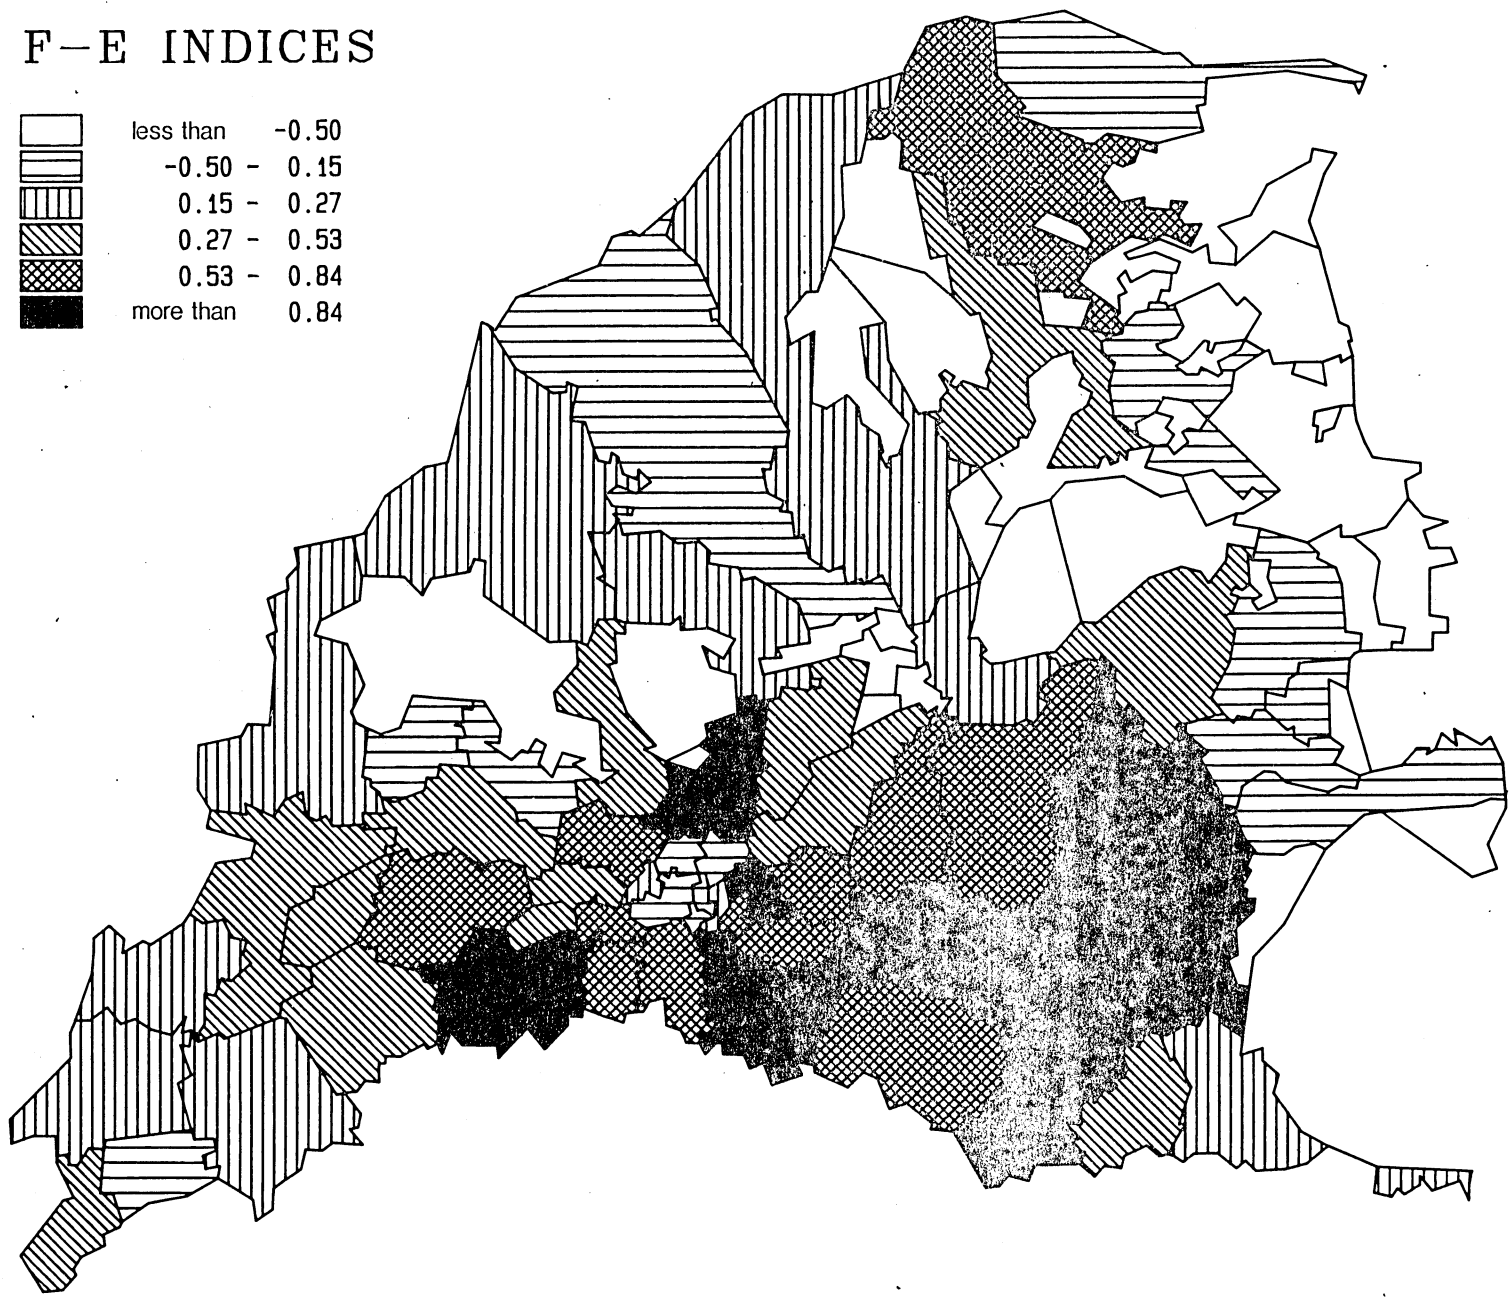 F-E INDICES
less than -0.50
-0.50 - 0.15
0.15 - 0.27
0.27 - 0.53
0.53 - 0.84
more than 0.84